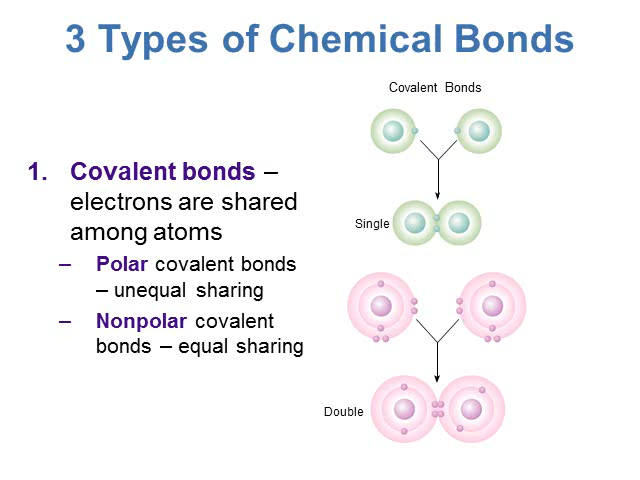 3 Types of Chemical Bonds
Covalent Bonds
1. Covalent bonds –
electrons are shared
among atoms
– Polar covalent bonds
– unequal sharing
– Nonpolar covalent
bonds – equal sharing
Single
Double